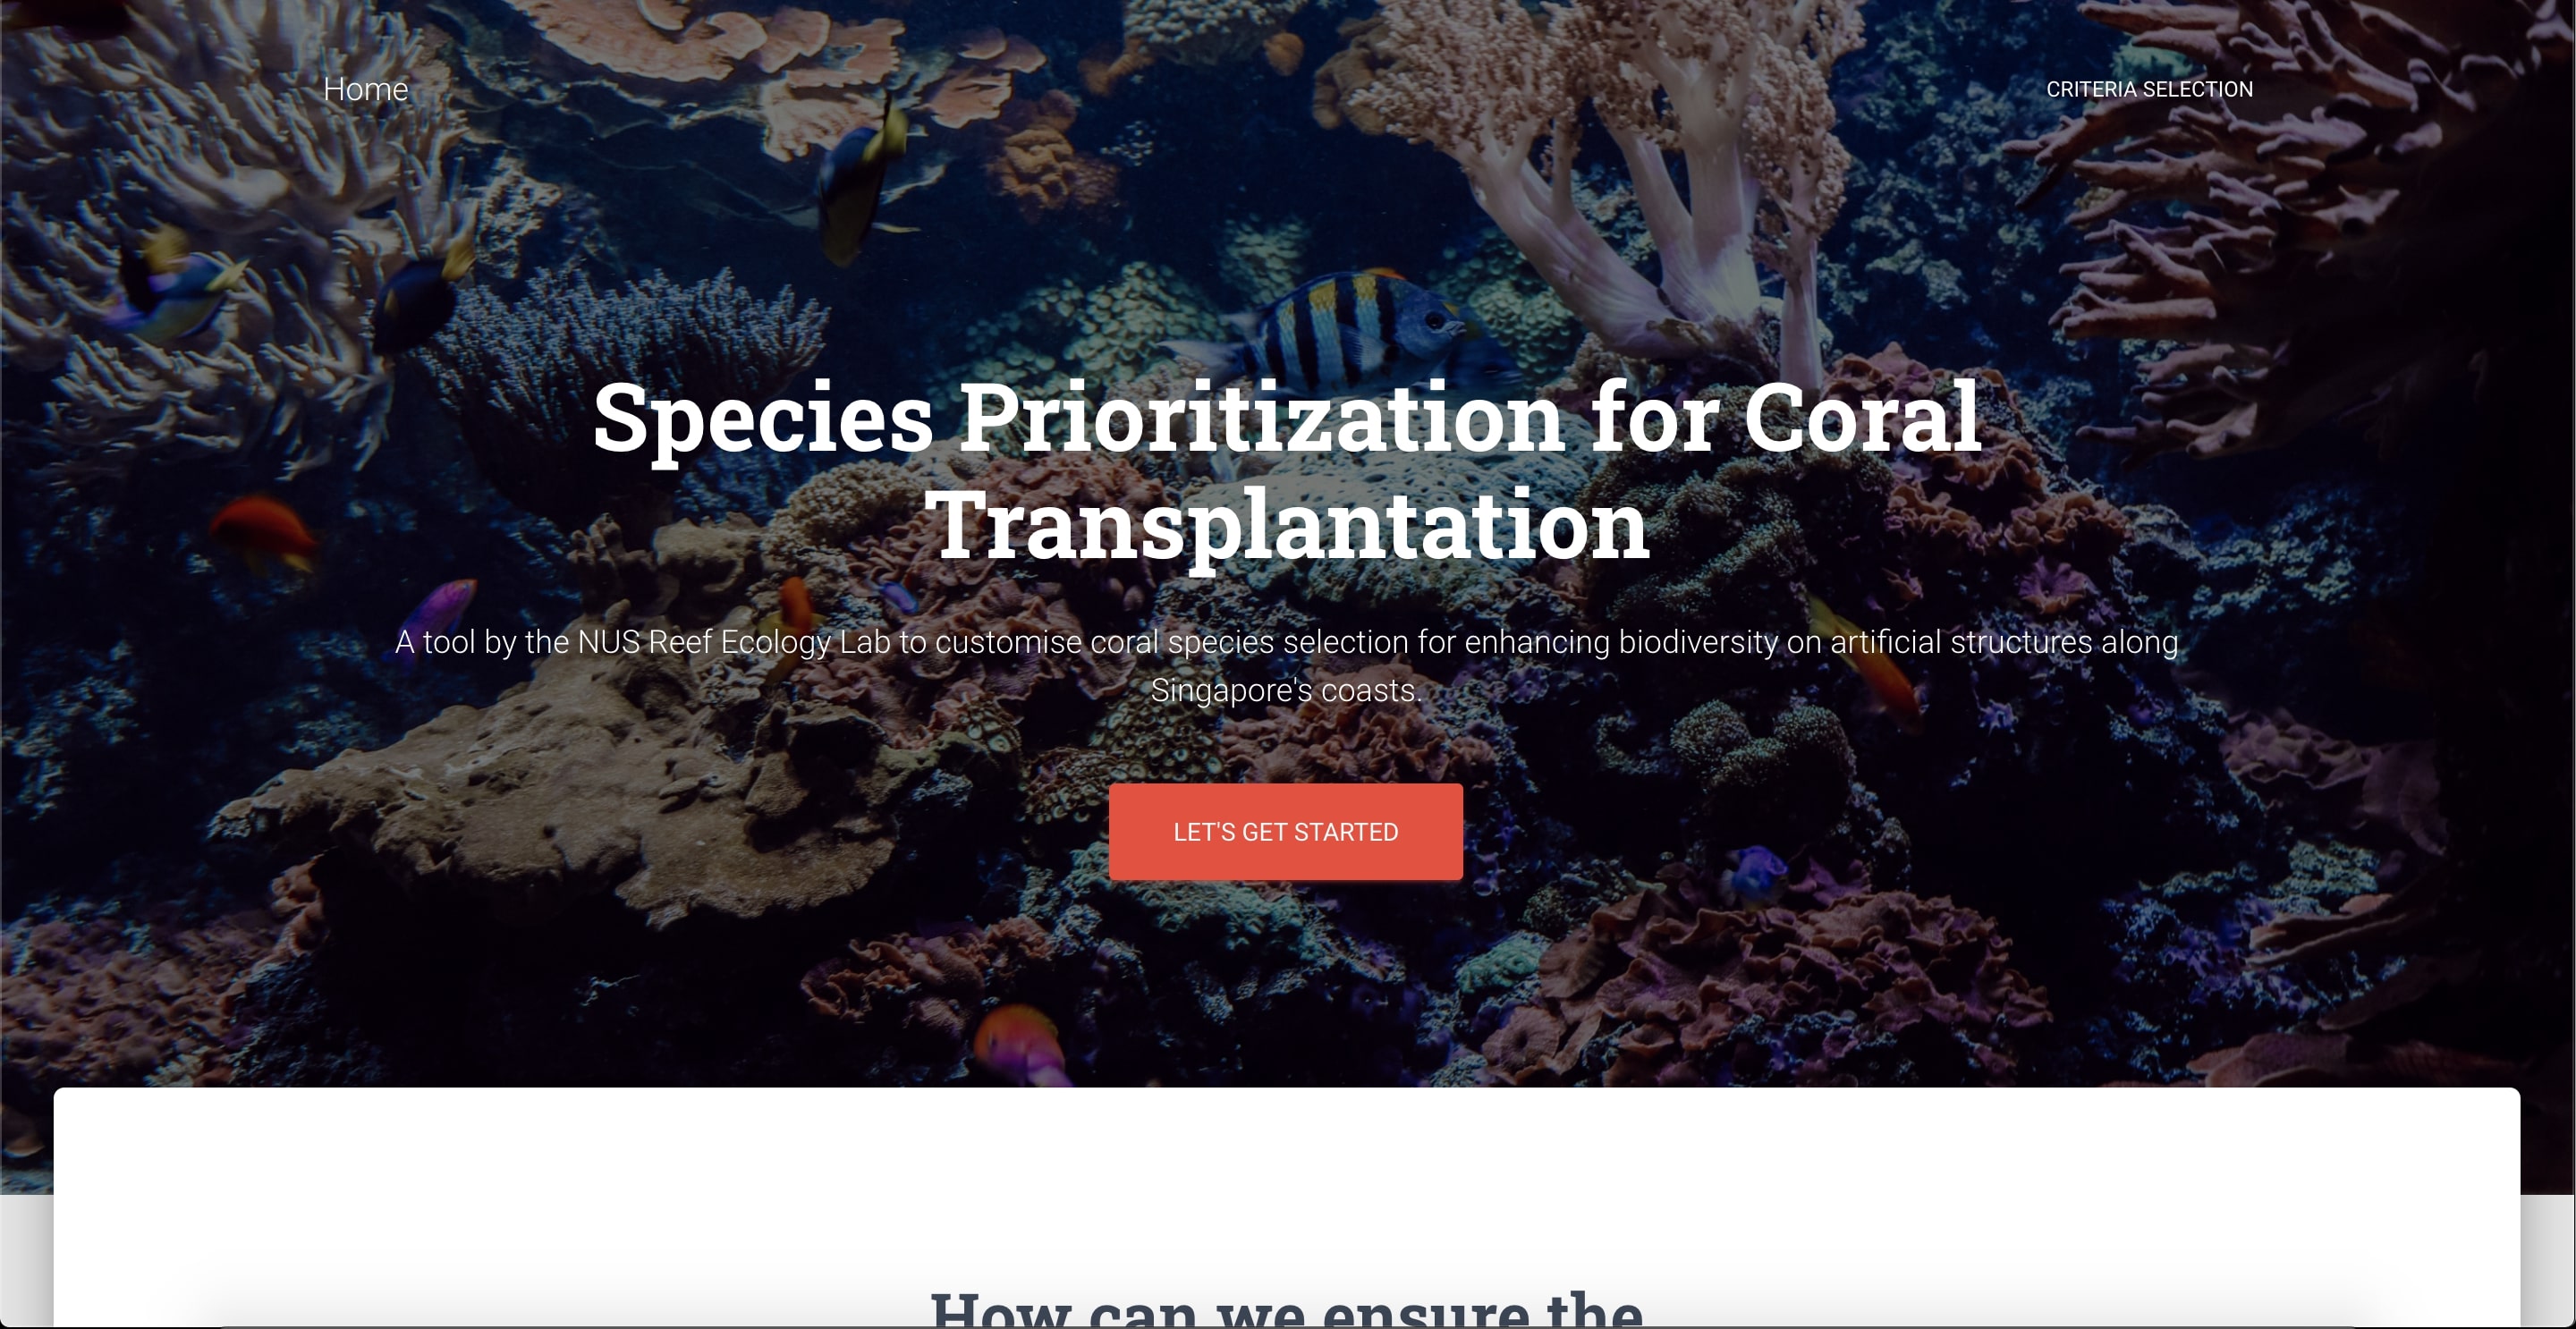 Home
CRITERIA SELECTION
Species Prioritization for Coral
Transplantation
A tool by the NUS Reef Ecology Lab to customise coral species selection for enhancing biodiversity on artificial structures along
Singapore's coasts.
LET'S GET STARTED
How can we ensure the